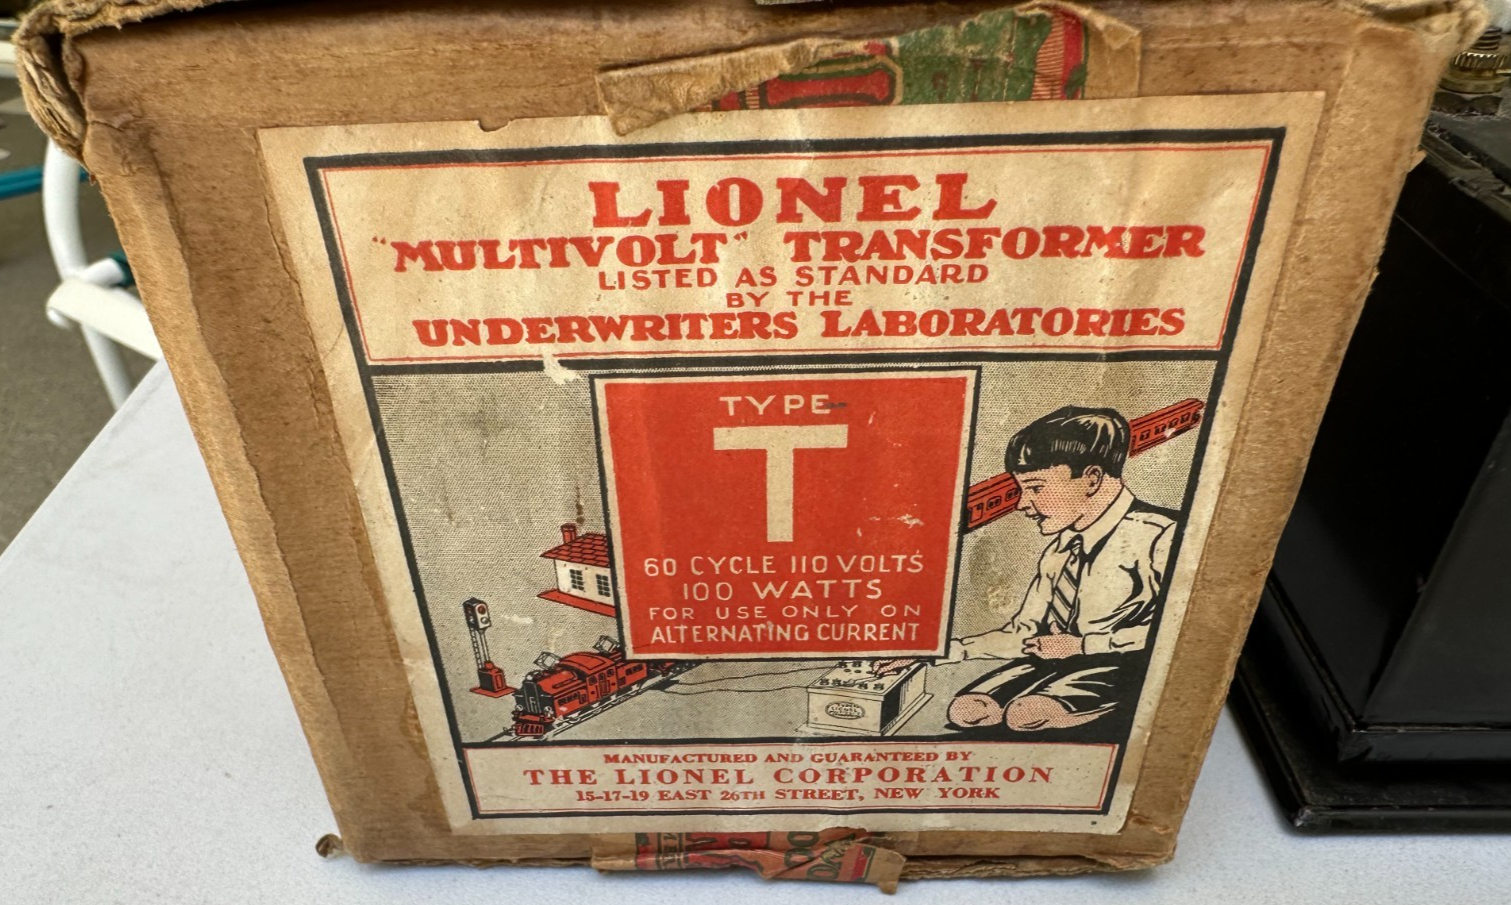 LIONEL
"MULTIVOLT" TRANSFORMER
LISTED AS STANDARD
BY THE
UNDERWRITERS LABORATORIES
TYPE
T
60 CYCLE 110 VOLTS
100 WATTS
FOR USE ONLY ON
ALTERNATING CURRENT
MANUFACTURED AND GUARANTEED BY
THE LIONEL CORPORATION
15-17-19 EAST 26TH STREET, NEW YORK